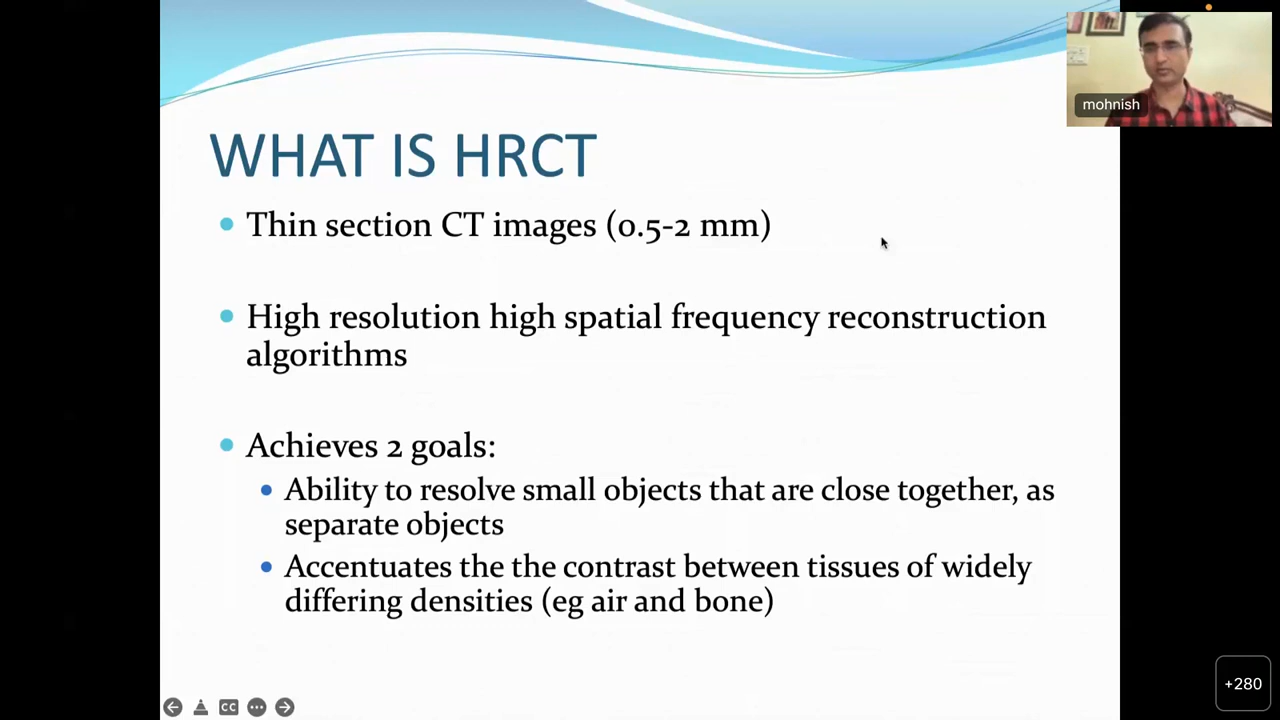 mohnish
WHAT IS HRCT
Thin section CT images (0.5-2 mm)
High resolution high spatial frequency reconstruction
algorithms
Achieves 2 goals:
Ability to resolve small objects that are close together, as
separate objects
Accentuates the the contrast between tissues of widely
differing densities (eg air and bone)
CC
+280